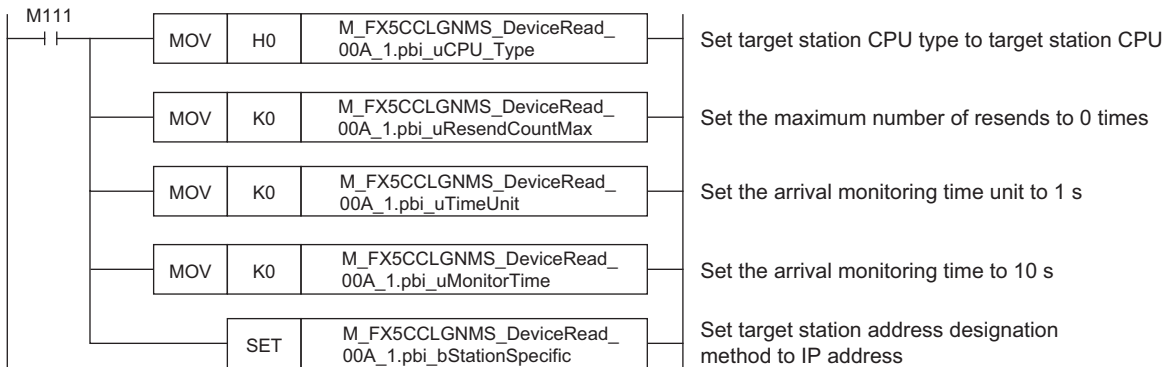 M111
MOV H0 M_FX5CCLGNMS_DeviceRead_
00A_1.pbi_uCPU_Type
Set target station CPU type to target station CPU
MOV K0 M_FX5CCLGNMS_DeviceRead_
00A_1.pbi_uResendCountMax
Set the maximum number of resends to 0 times
MOV K0 M_FX5CCLGNMS_DeviceRead_
00A_1.pbi_uTimeUnit
Set the arrival monitoring time unit to 1 s
MOV K0 M_FX5CCLGNMS_DeviceRead_
00A_1.pbi_uMonitorTime
Set the arrival monitoring time to 10 s
SET M_FX5CCLGNMS_DeviceRead_
00A_1.pbi_bStationSpecific
Set target station address designation
method to IP address